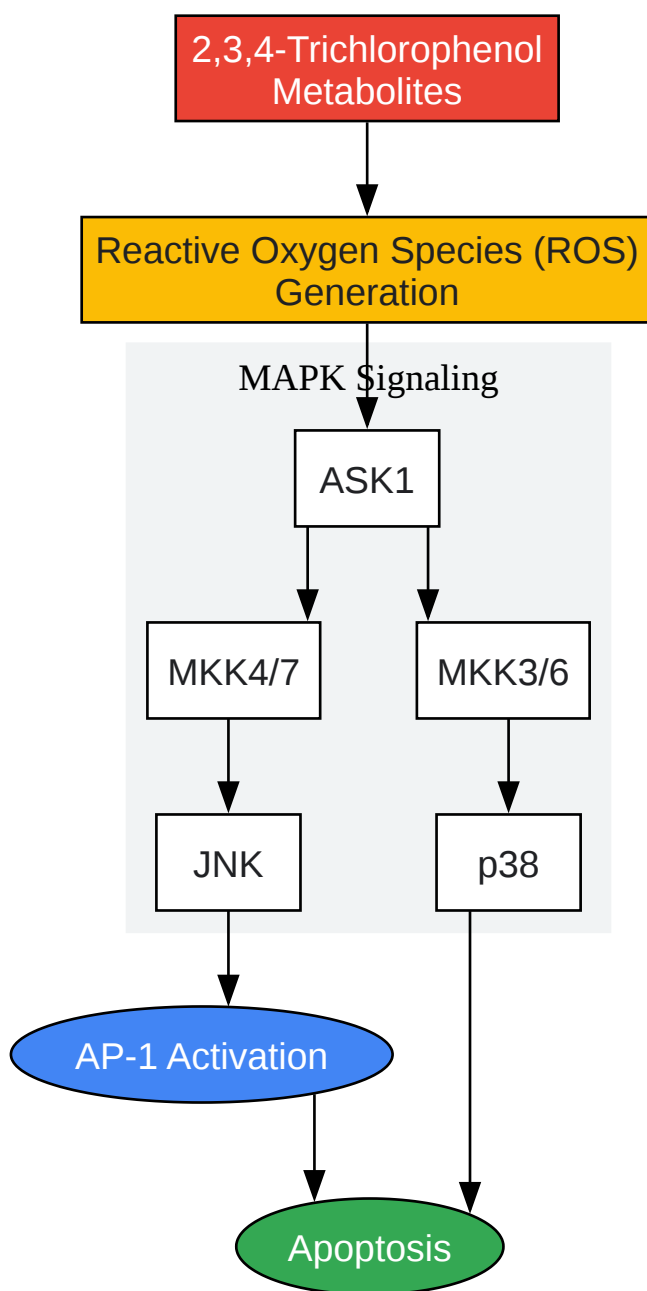 2,3,4-Trichlorophenol
Metabolites
Reactive Oxygen Species (ROS)
Generation
MAPK Signaling
ASK1
MKK4/7
MKK3/6
JNK
p38
AP-1 Activation
Apoptosis